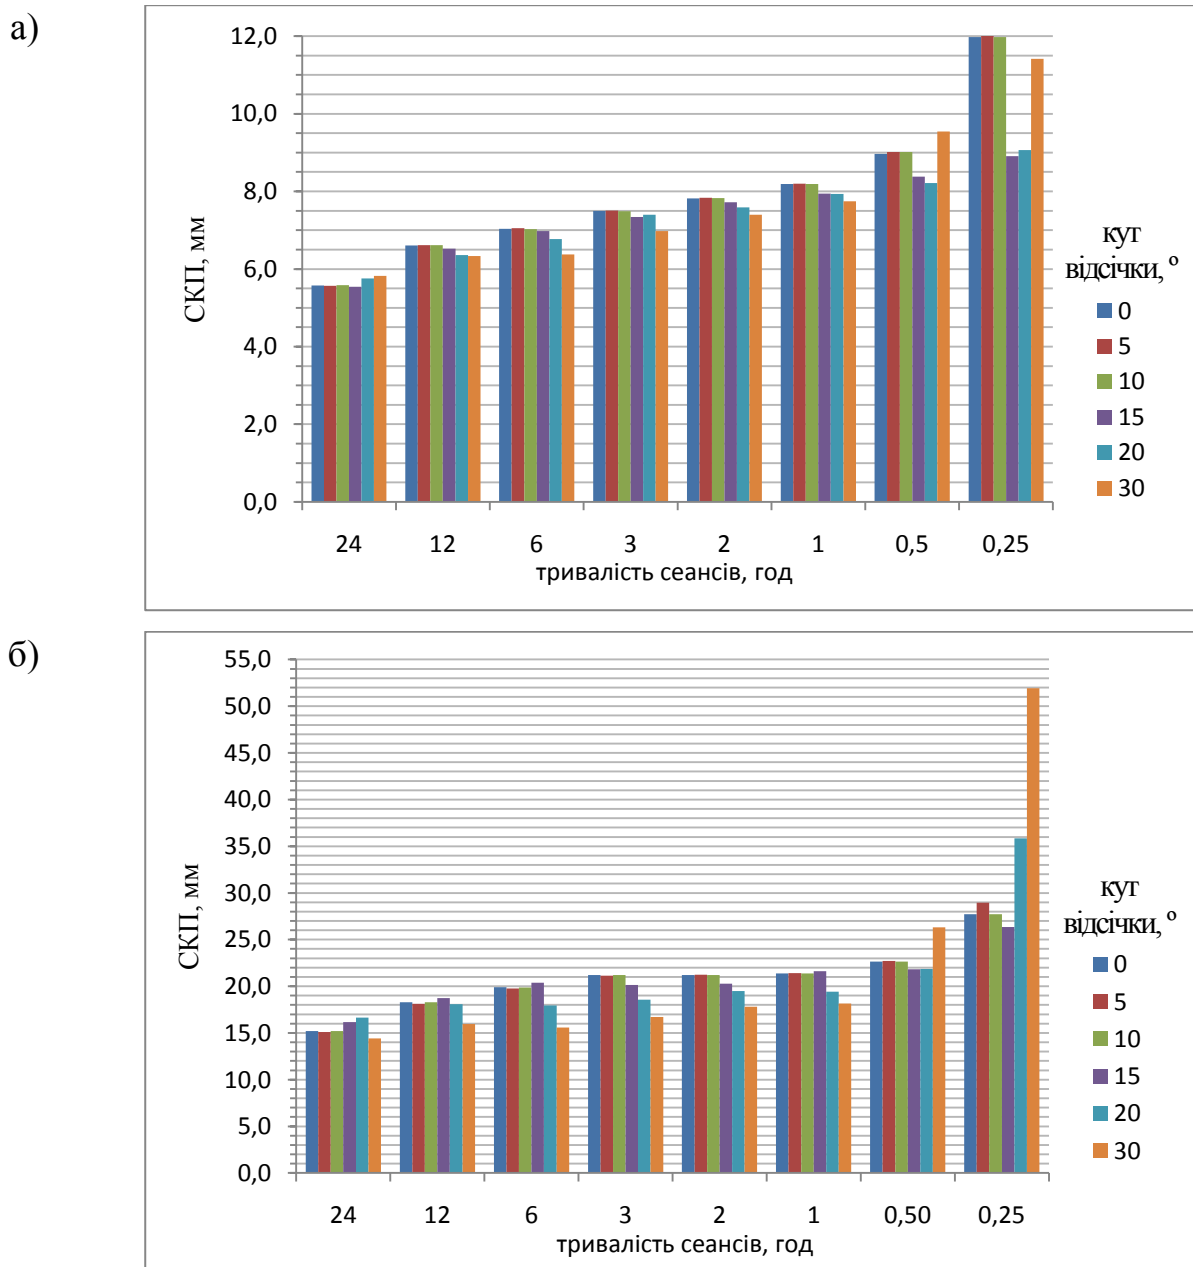 а)
12,0
10,0
8,0
6,0
4,0
2,0
0,0
СКП, мм
24 12 6 3 2 1 0,5 0,25
тривалість сеансів, год
кут
відсічки, º
0
5
10
15
20
30
б)
55,0
50,0
45,0
40,0
35,0
30,0
25,0
20,0
15,0
10,0
5,0
0,0
СКП, мм
24 12 6 3 2 1 0,50 0,25
тривалість сеансів, год
кут
відсічки, º
0
5
10
15
20
30